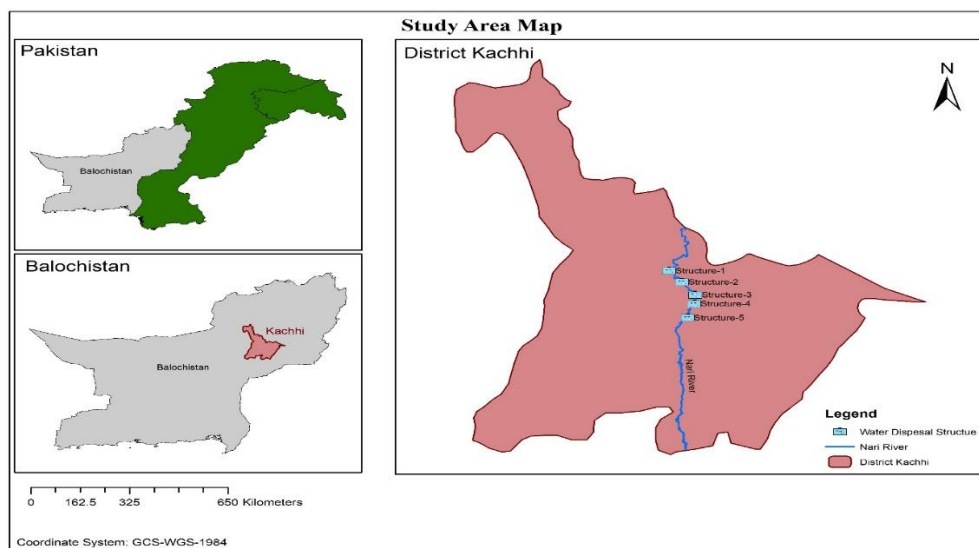 Study Area Map
Pakistan
Balochistan
Balochistan
Kachhi
Balochistan
0 162.5 325 650 Kilometers
Coordinate System: GCS-WGS-1984
District Kachhi
N
Structure-1
Structure-2
Structure-3
Structure-4
Structure-5
Nari River
Legend
Water Dispesal Structue
Nari River
District Kachhi